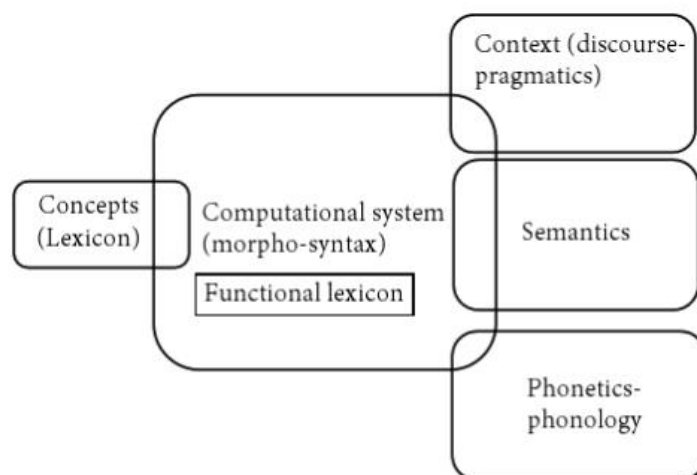 Context (discourse-
pragmatics)
Concepts
(Lexicon)
Computational system
(morpho-syntax)
Functional lexicon
Semantics
Phonetics-
phonology